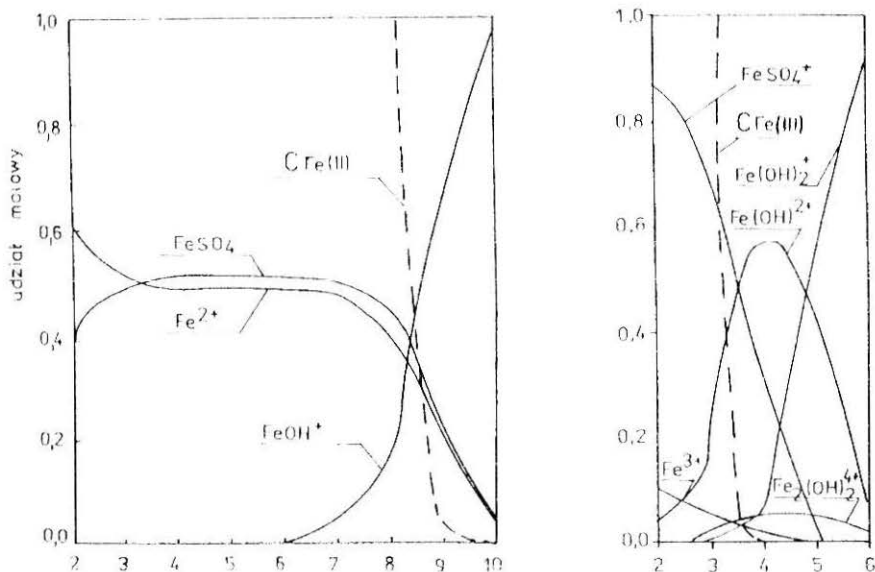 udział molowy
1,0
0,8
0,6
0,4
0,2
0,0
2 3 4 5 6 7 8 9 10
C Fe(III)
FeSO4
Fe2+
FeOH+
1.0
0.8
0.6
0.4
0,2
0,0
2 3 4 5 6
FeSO4+
C Fe(III)
Fe(OH)2+
Fe(OH)2+
Fe3+
Fe2(OH)24+